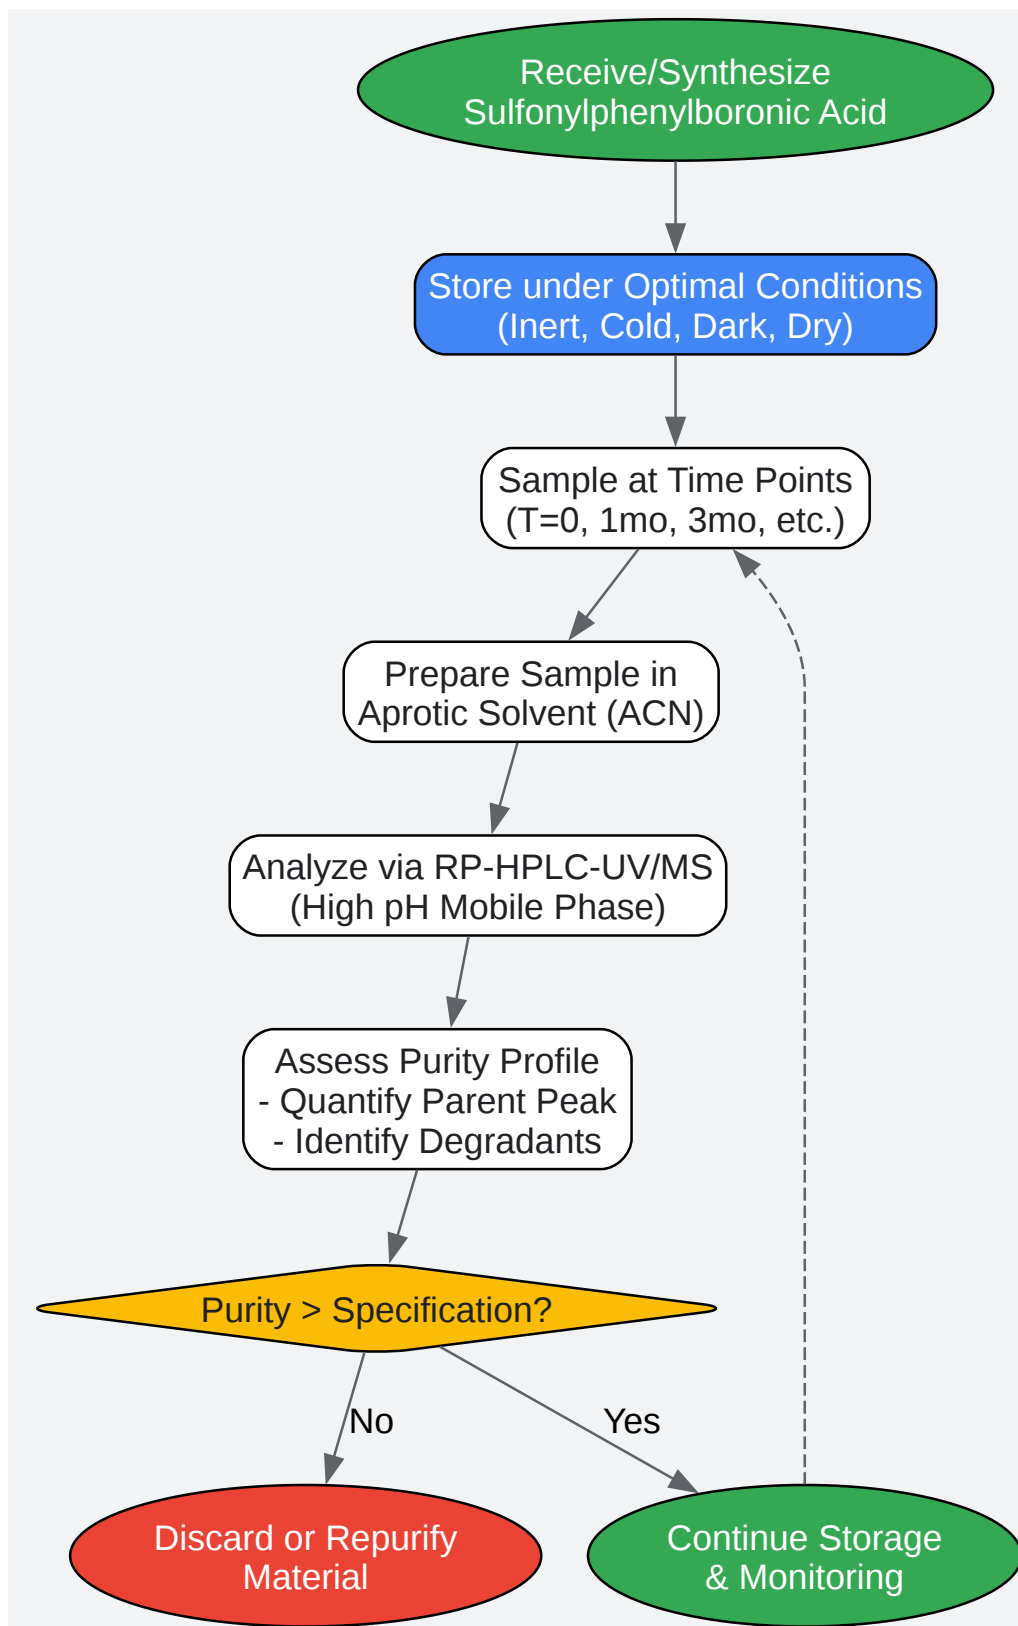 Receive/Synthesize
Sulfonylphenylboronic Acid
Store under Optimal Conditions
(Inert, Cold, Dark, Dry)
Sample at Time Points
(T=0, 1mo, 3mo, etc.)
Prepare Sample in
Aprotic Solvent (ACN)
Analyze via RP-HPLC-UV/MS
(High pH Mobile Phase)
Assess Purity Profile
- Quantify Parent Peak
- Identify Degradants
Purity > Specification?
No
Yes
Discard or Repurify
Material
Continue Storage
& Monitoring